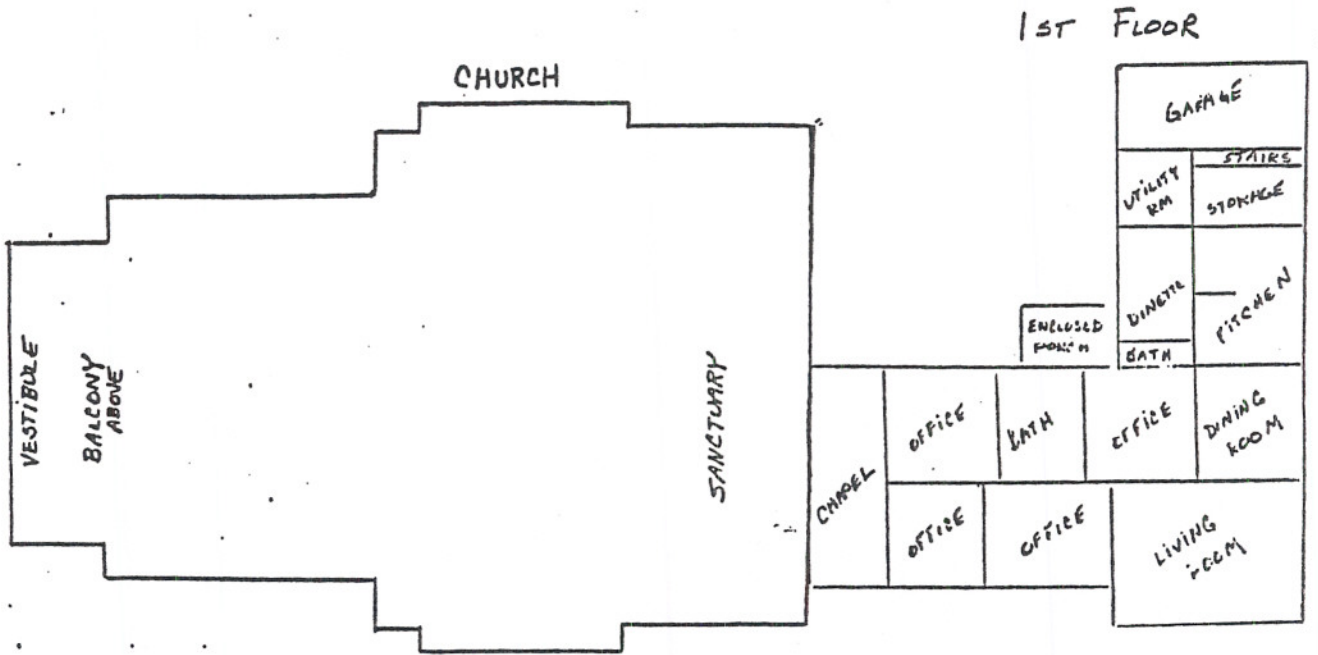 1ST FLOOR
CHURCH
GARAGE
STAIRS
UTILITY
RM
STORAGE
DINETTE
KITCHEN
ENCLOSED
PORCH
BATH
VESTIBULE
BALCONY
ABOVE
SANCTUARY
CHAPEL
OFFICE
BATH
OFFICE
DINING
ROOM
OFFICE
OFFICE
LIVING
ROOM